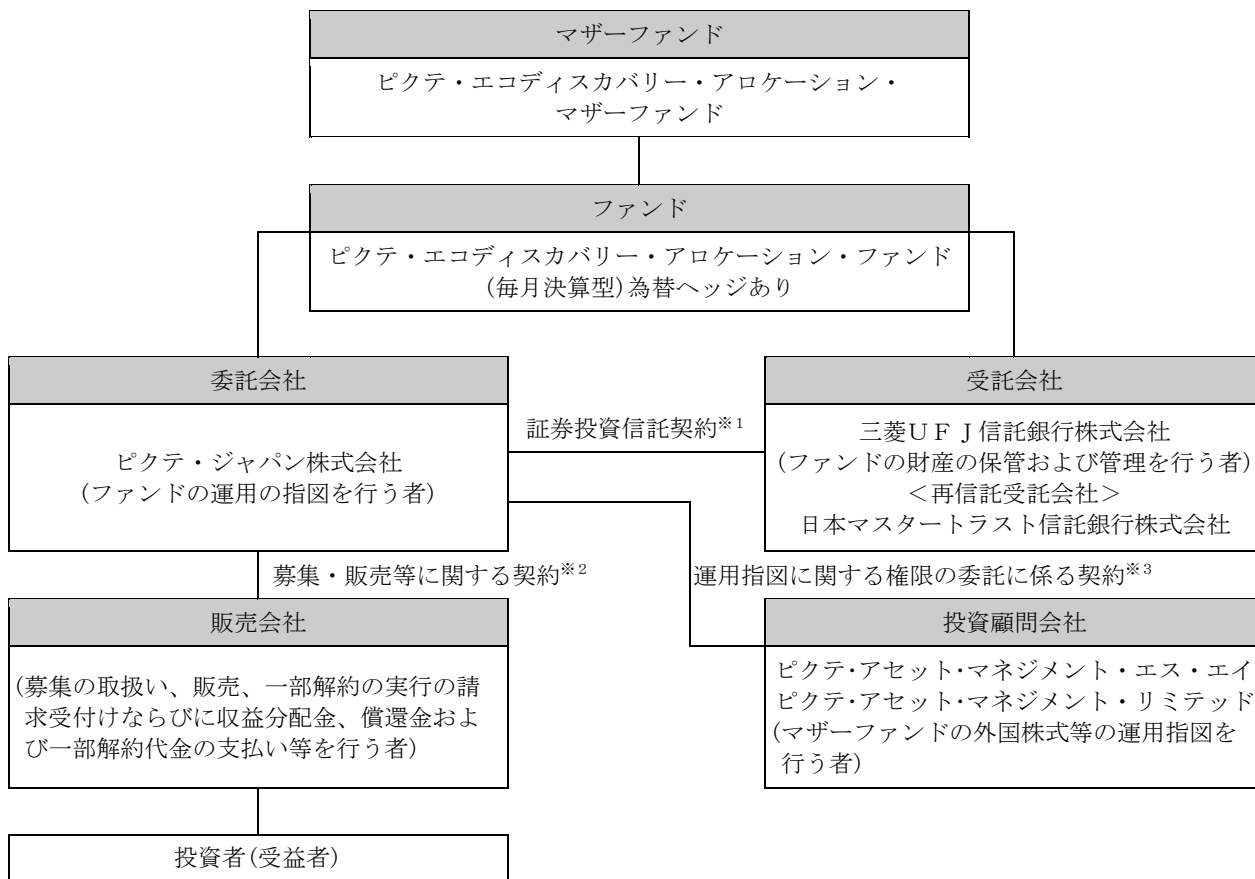 マザーファンド
ピクテ・エコディスカバリー・アロケーション・
マザーファンド
ファンド
ピクテ・エコディスカバリー・アロケーション・ファンド
(毎月決算型)為替ヘッジあり
委託会社
ピクテ・ジャパン株式会社
(ファンドの運用の指図を行う者)
証券投資信託契約※1
受託会社
三菱UFJ信託銀行株式会社
(ファンドの財産の保管および管理を行う者)
<再信託受託会社>
日本マスタートラスト信託銀行株式会社
募集・販売等に関する契約※2
運用指図に関する権限の委託に係る契約※3
販売会社
(募集の取扱い、販売、一部解約の実行の請
求受付けならびに収益分配金、償還金およ
び一部解約代金の支払い等を行う者)
投資顧問会社
ピクテ・アセット・マネジメント・エス・エイ
ピクテ・アセット・マネジメント・リミテッド
(マザーファンドの外国株式等の運用指図を
行う者)
投資者(受益者)